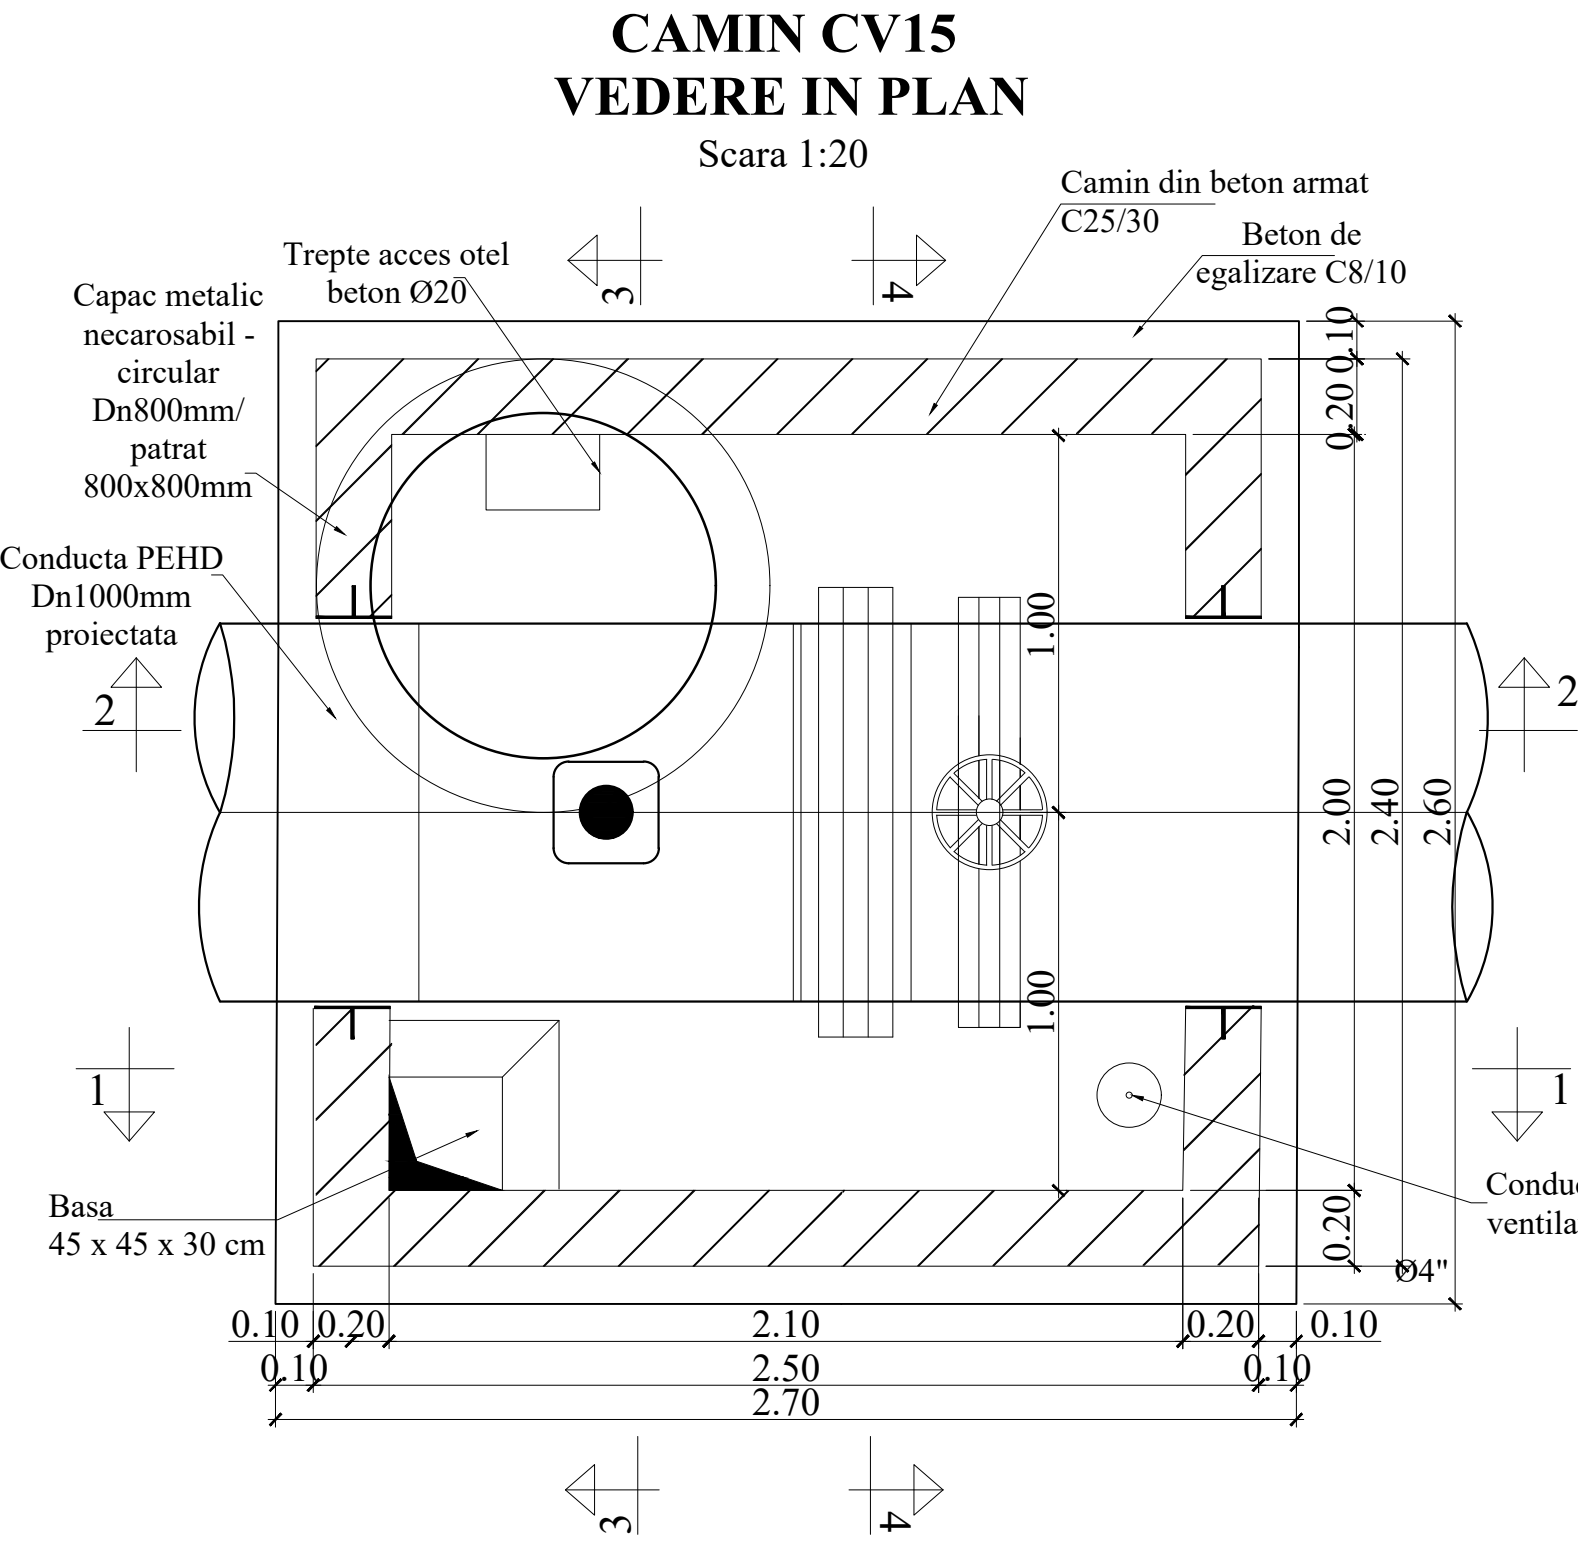 CAMIN CV15
VEDERE IN PLAN
Scara 1:20
Camin din beton armat
C25/30
Beton de
egalizare C8/10
Trepte acces otel
beton Ø20
Capac metalic
necarosabil -
circular
Dn800mm/
patrat
800x800mm
Conducta PEHD
Dn1000mm
proiectata
3
4
0.10
0.20
1.00
2
2
2.00
2.40
2.60
1.00
1
1
Basa
45 x 45 x 30 cm
0.20
Ø4"
0.10
0.20
2.10
0.20
0.10
0.10
2.50
0.10
2.70
3
4